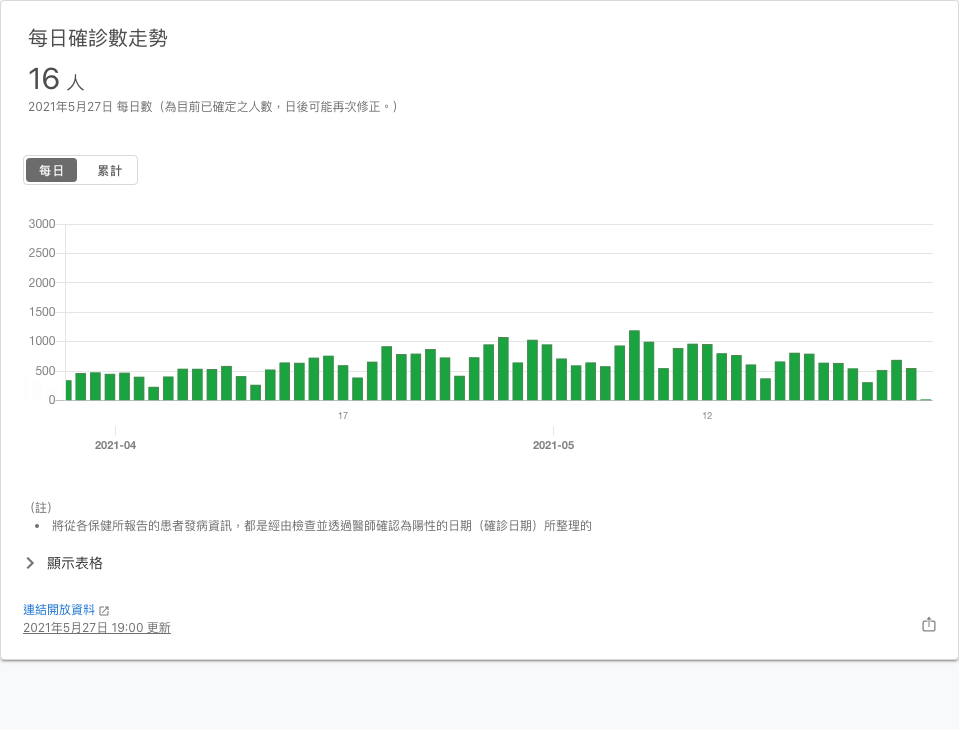 每日確診數走勢
16 人
2021年5月27日 每日數（為目前已確定之人數，日後可能再次修正。）
每日 累計
3000
2500
2000
1500
1000
500
0
17 12
2021-04 2021-05
（註）
• 將從各保健所報告的患者發病資訊，都是經由檢查並透過醫師確認為陽性的日期（確診日期）所整理的
顯示表格
連結開放資料
2021年5月27日 19:00 更新